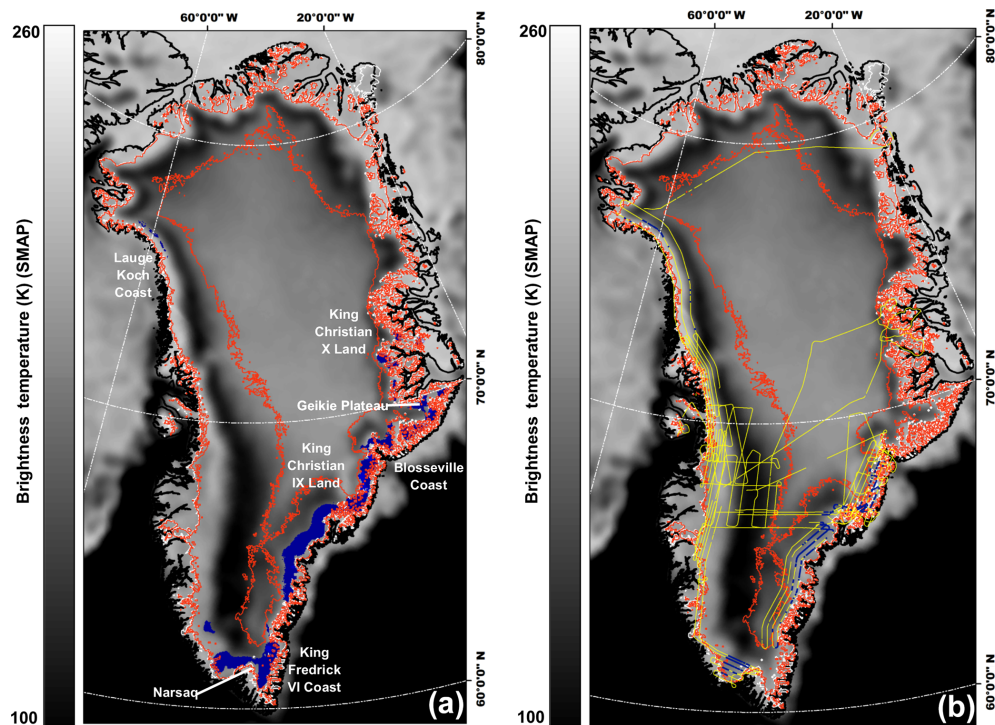 60°0'0"W
20°0'0"W
260
Brightness temperature (K) (SMAP)
100
80°0'0" N
70°0'0" N
60°0'0" N
Lauge
Koch
Coast
King
Christian
X Land
Geikie Plateau
King
Christian
IX Land
Blosseville
Coast
King
Fredrick
VI Coast
Narsaq
(a)
60°0'0"W
20°0'0"W
260
Brightness temperature (K) (SMAP)
100
80°0'0" N
70°0'0" N
60°0'0" N
(b)